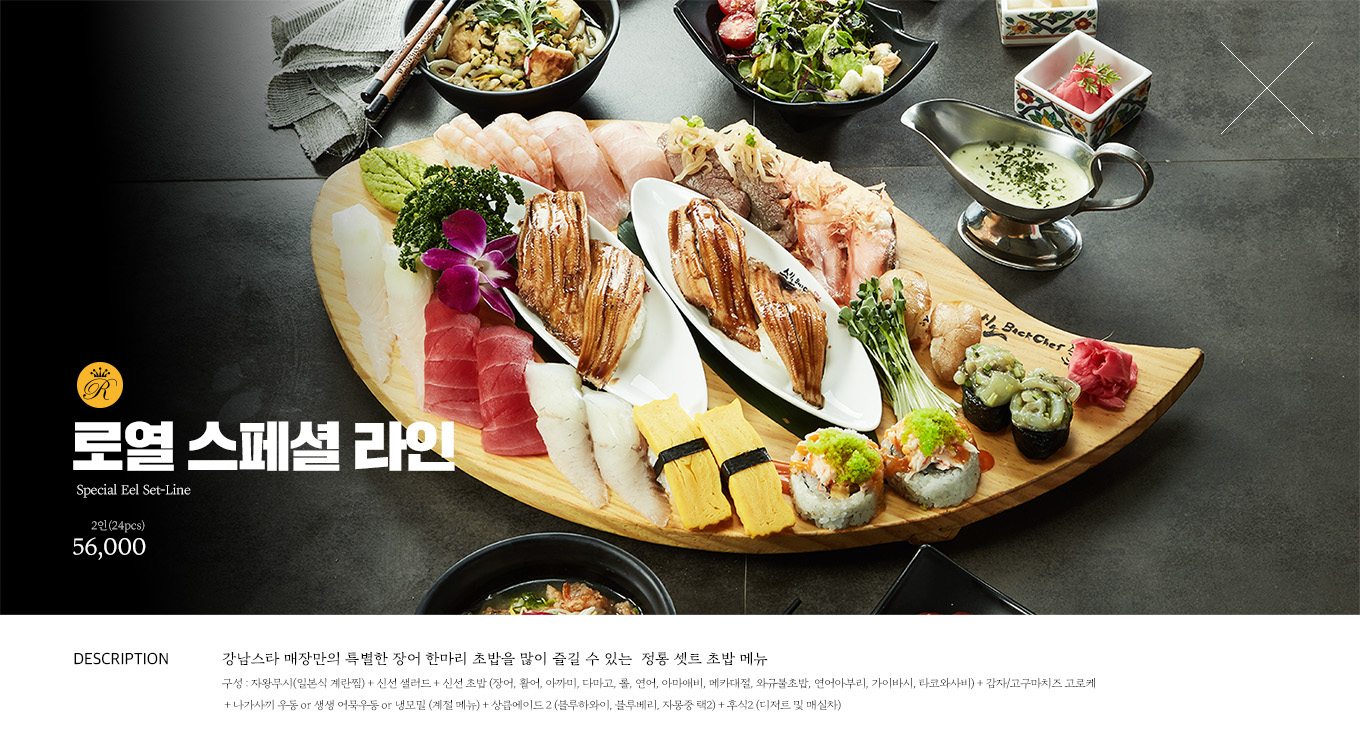 R
로열 스페셜 라인
Special Eel Set-Line
2인(24pcs)
56,000
BackChef
DESCRIPTION
강남스타 매장만의 특별한 장어 한마리 초밥을 많이 즐길 수 있는 정통 셋트 초밥 메뉴
구성 : 자왕무시(일본식 계란찜) + 신선 샐러드 + 신선 초밥 (장어, 활어, 아까미, 다마고, 롤, 연어, 아마애비, 메카대절, 와규불초밥, 연어아부리, 가이바시, 타코와사비) + 감자/고구마치즈 고로케
+ 나가사끼 우동 or 생생 어묵우동 or 냉모밀 (계절 메뉴) + 상큼에이드 2 (블루하와이, 블루베리, 자몽중 택2) + 후식2 (디저트 및 매실차)